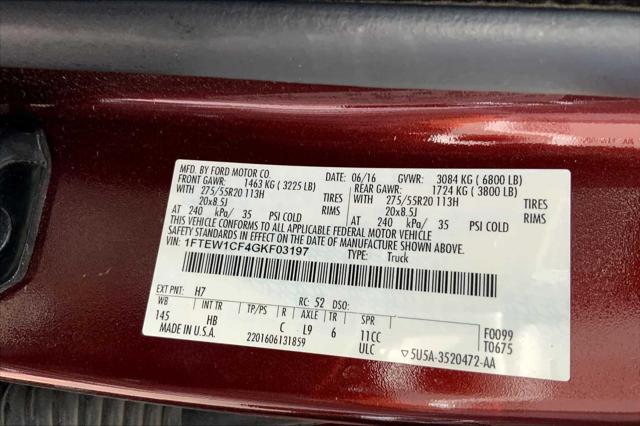 MFD. BY FORD MOTOR CO. 06/16 GVWR: 3084 KG ( 6800 LB)
FRONT GAWR: 1463 KG ( 3225 LB) REAR GAWR: 1724 KG ( 3800 LB)
WITH 275/55R20 113H TIRES WITH 275/55R20 113H TIRES
20x8.5J RIMS 20x8.5J RIMS
AT 240 kPa/ 35 PSI COLD AT 240 kPa/ 35 PSI COLD
THIS VEHICLE CONFORMS TO ALL APPLICABLE FEDERAL MOTOR VEHICLE
SAFETY STANDARDS IN EFFECT ON THE DATE OF MANUFACTURE SHOWN ABOVE.
1FTEW1CF4GKF03197 TYPE: Truck
EXT PNT: H7 RC: 52 DSO:
WB INT TR TP/PS R AXLE TR SPR F0099
145 HB C L9 6 11CC T0675
MADE IN U.S.A. 2201606131859 ULC ▽5U5A-3520472-AA